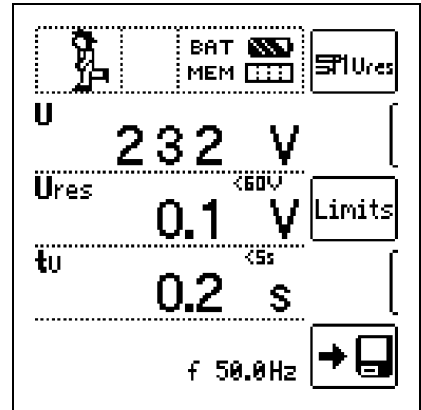 BAT
MEM
Ures
U
232 V
Ures <60V
0.1 V
Limits
tU <5s
0.2 s
f 50.0Hz